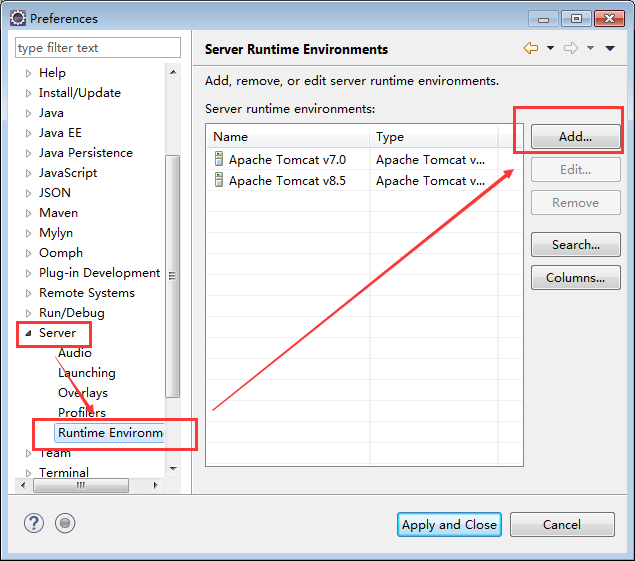 Preferences
type filter text
Help
Install/Update
Java
Java EE
Java Persistence
JavaScript
JSON
Maven
Mylyn
Oomph
Plug-in Development
Remote Systems
Run/Debug
Server
Audio
Launching
Overlays
Profilers
Runtime Environme
Team
Terminal
Server Runtime Environments
Add, remove, or edit server runtime environments.
Server runtime environments:
Name Type
Apache Tomcat v7.0 Apache Tomcat v...
Apache Tomcat v8.5 Apache Tomcat v...
Add...
Edit...
Remove
Search...
Columns...
?
Apply and Close
Cancel